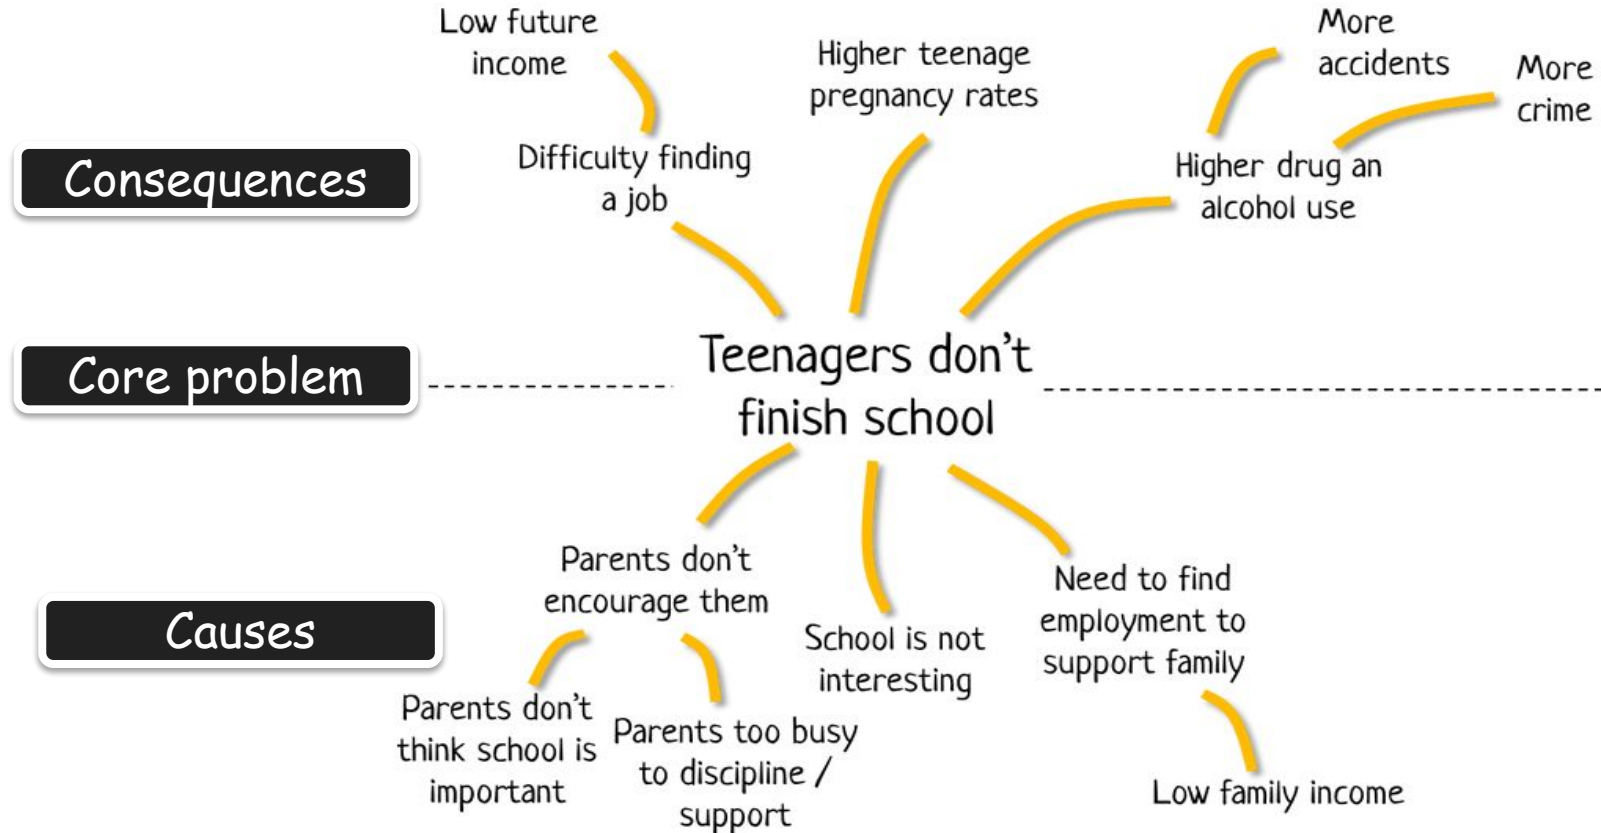 Low future
income
Higher teenage
pregnancy rates
More
accidents
More
crime
Consequences
Difficulty finding
a job
Higher drug an
alcohol use
Core problem
Teenagers don't
finish school
Causes
Parents don't
encourage them
School is not
interesting
Need to find
employment to
support family
Parents don't
think school is
important
Parents too busy
to discipline /
support
Low family income